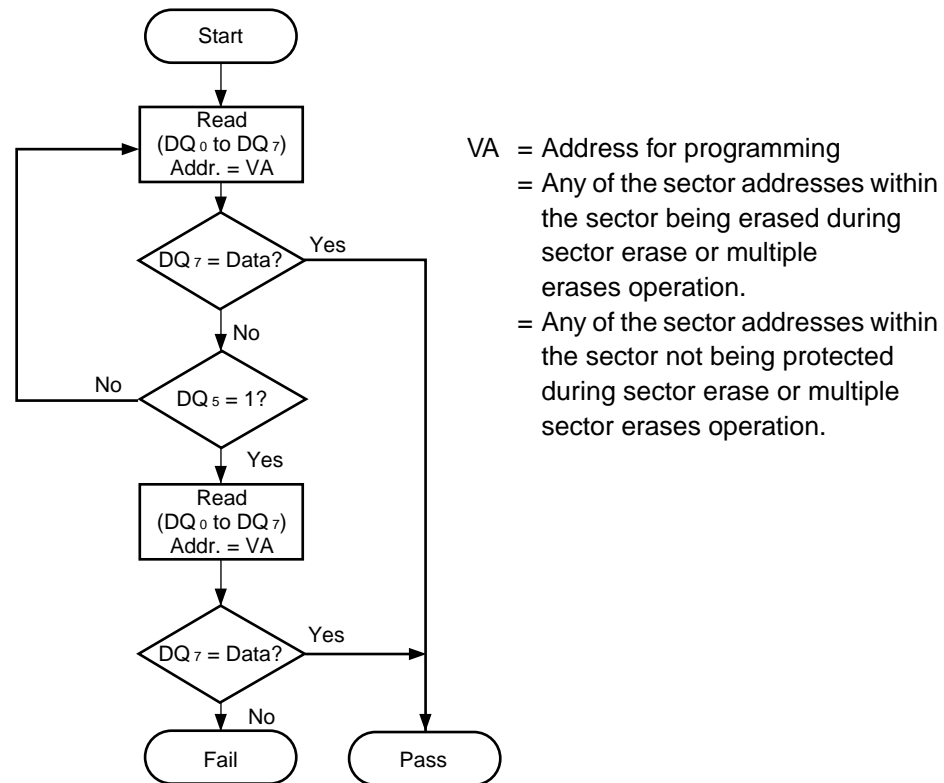 Start
Read
(DQ₀ to DQ₇)
Addr. = VA
DQ₇ = Data?
Yes
No
DQ₅ = 1?
No
Yes
Read
(DQ₀ to DQ₇)
Addr. = VA
DQ₇ = Data?
Yes
No
Fail
Pass
VA = Address for programming
= Any of the sector addresses within
the sector being erased during
sector erase or multiple
erases operation.
= Any of the sector addresses within
the sector not being protected
during sector erase or multiple
sector erases operation.